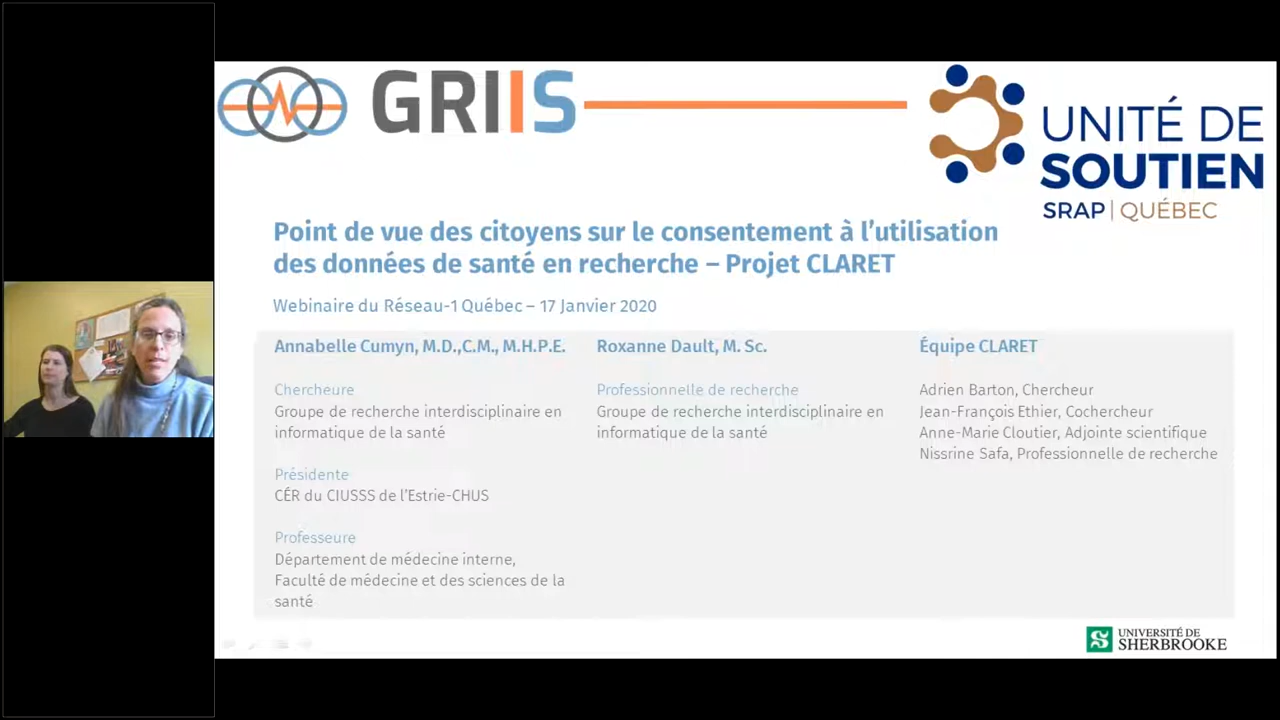 GRIIS
UNITÉ DE
SOUTIEN
SRAP | QUÉBEC
Point de vue des citoyens sur le consentement à l'utilisation
des données de santé en recherche – Projet CLARET
Webinaire du Réseau-1 Québec – 17 Janvier 2020
Annabelle Cumyn, M.D.,C.M., M.H.P.E.
Chercheure
Groupe de recherche interdisciplinaire en
informatique de la santé
Présidente
CÉR du CIUSSS de l'Estrie-CHUS
Professeure
Département de médecine interne,
Faculté de médecine et des sciences de la
santé
Roxanne Dault, M. Sc.
Professionnelle de recherche
Groupe de recherche interdisciplinaire en
informatique de la santé
Équipe CLARET
Adrien Barton, Chercheur
Jean-François Ethier, Cochercheur
Anne-Marie Cloutier, Adjointe scientifique
Nissrine Safa, Professionnelle de recherche
UNIVERSITÉ DE
SHERBROOKE